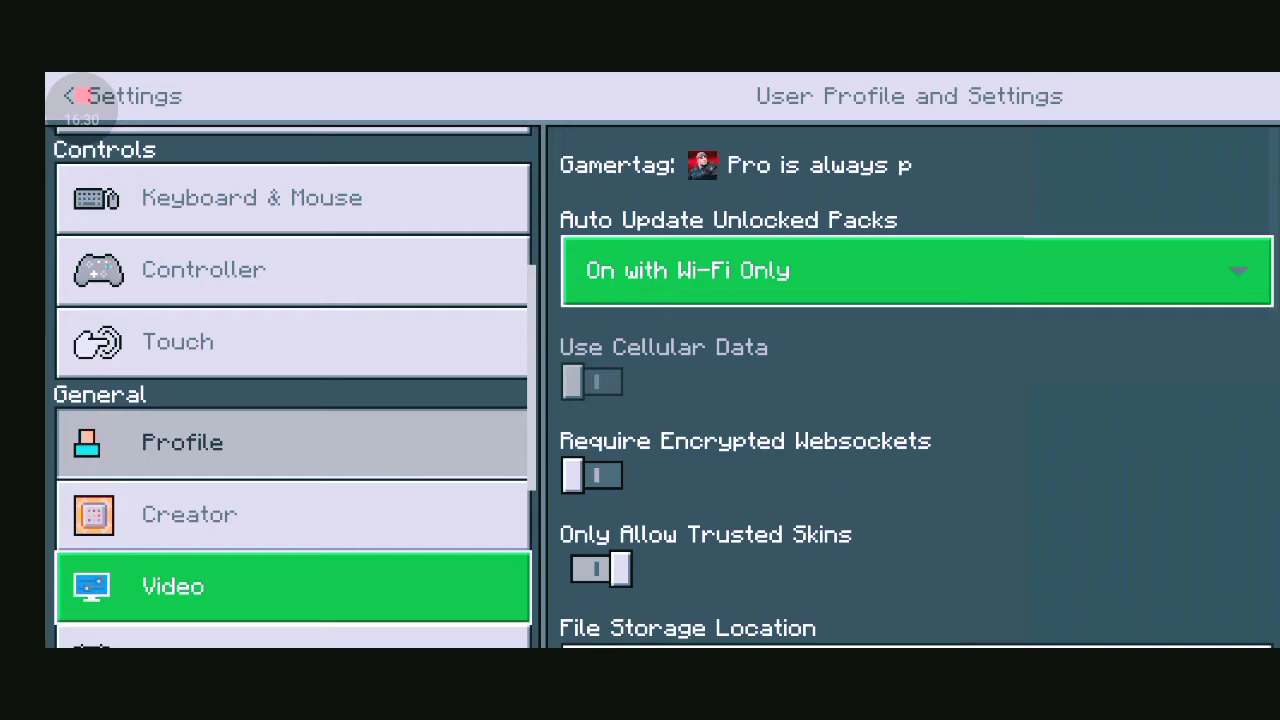 Settings
16:30
User Profile and Settings
Controls
Keyboard & Mouse
Controller
Touch
General
Profile
Creator
Video
Gamertag: Pro is always p
Auto Update Unlocked Packs
On with Wi-Fi Only
Use Cellular Data
Require Encrypted Websockets
Only Allow Trusted Skins
File Storage Location